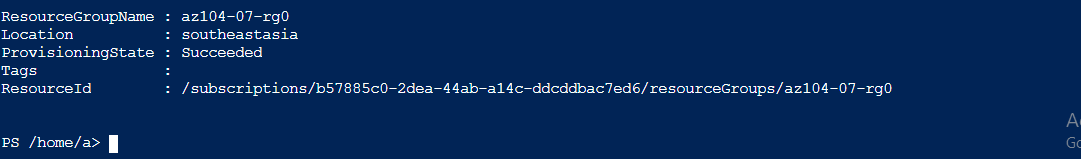 ResourceGroupName : az104-07-rg0
Location          : southeastasia
ProvisioningState : Succeeded
Tags              :
ResourceId        : /subscriptions/b57885c0-2dea-44ab-a14c-ddcddbac7ed6/resourceGroups/az104-07-rg0
PS /home/a>